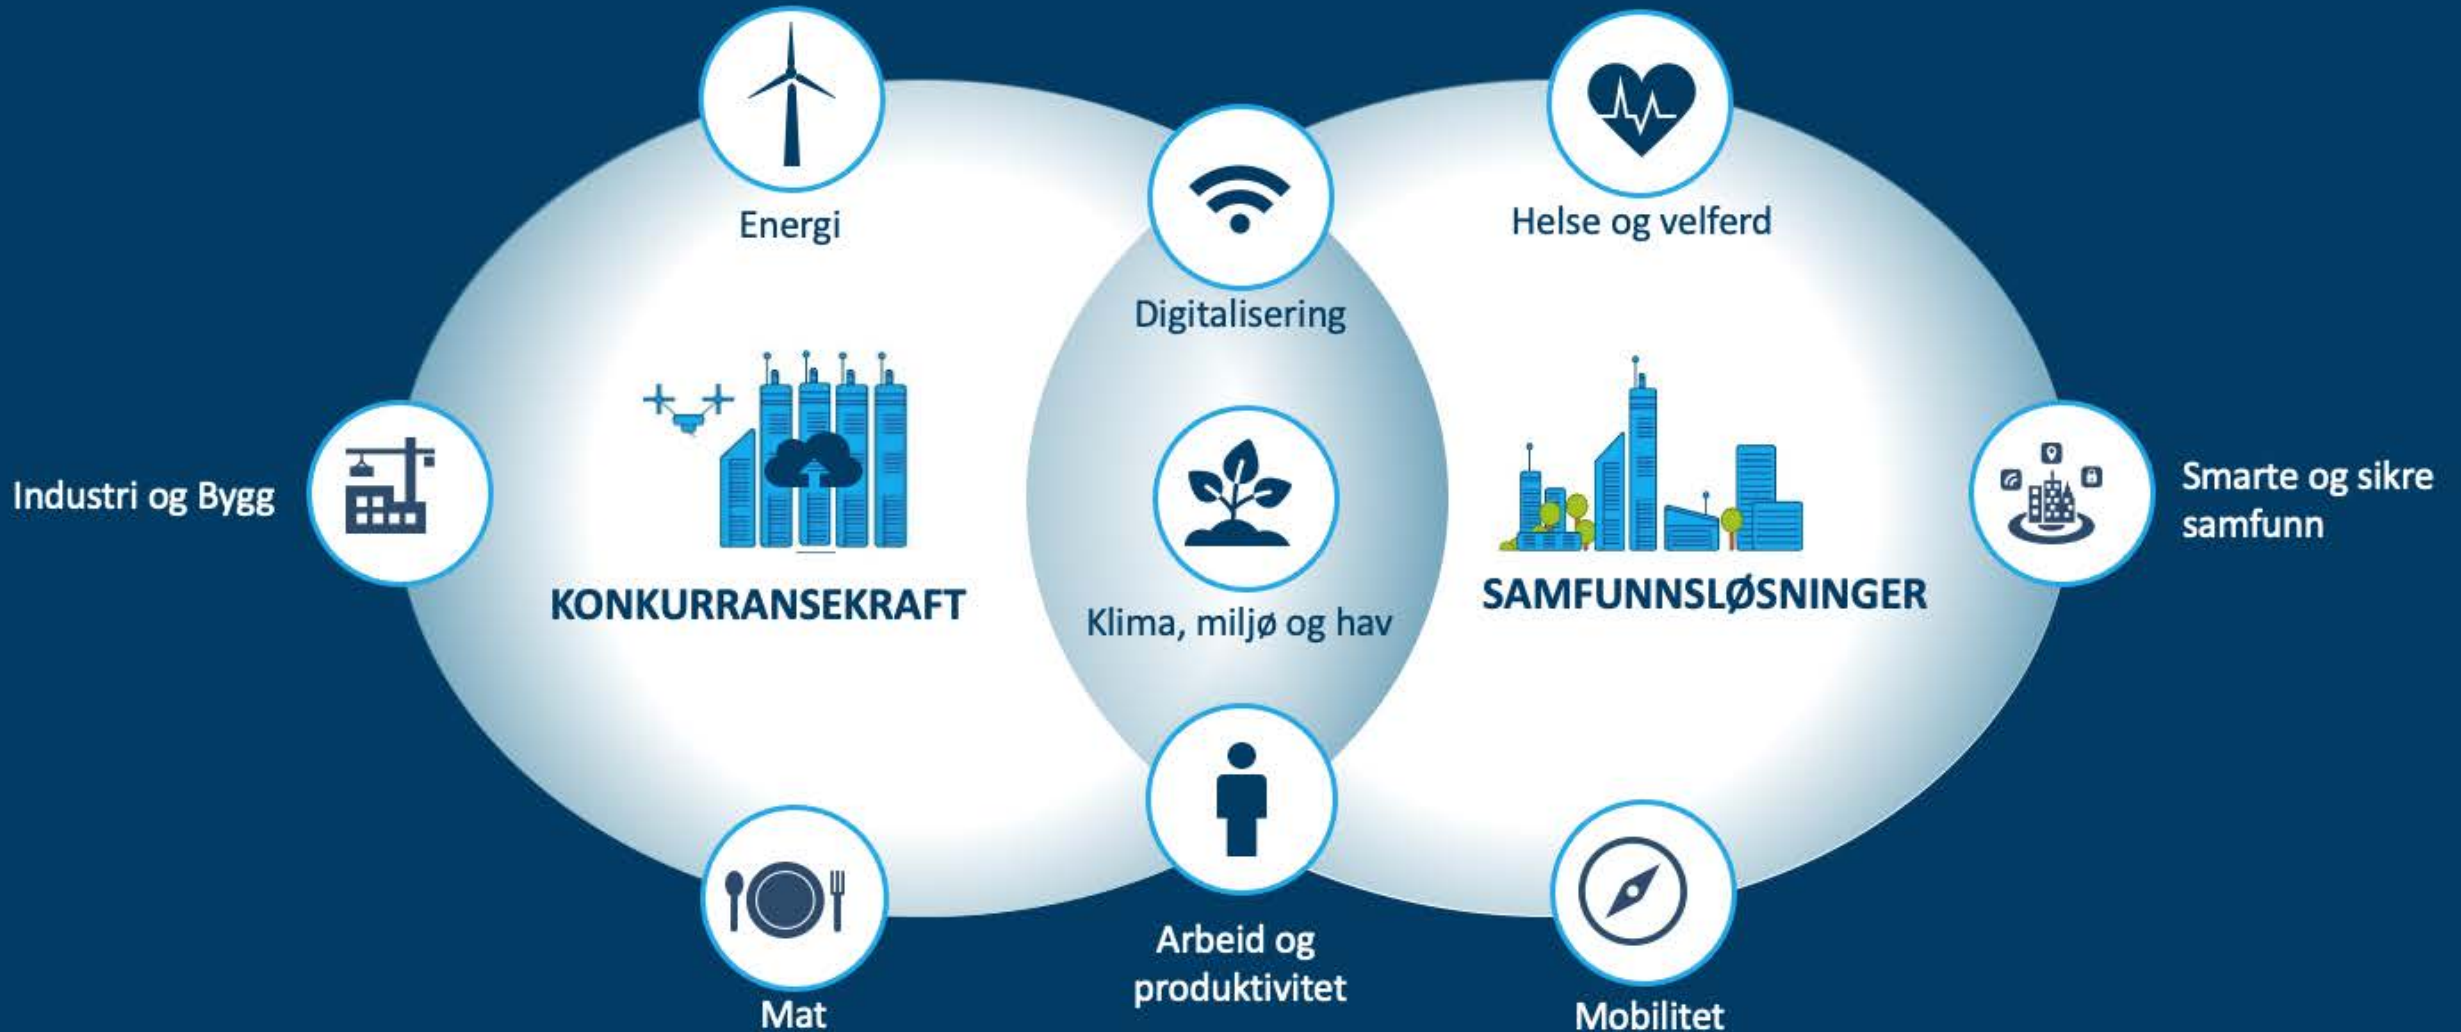 Energi
Helse og velferd
Digitalisering
Industri og Bygg
KONKURRANSEKRAFT
Klima, miljø og hav
SAMFUNNSLØSNINGER
Smarte og sikre
samfunn
Mat
Arbeid og
produktivitet
Mobilitet